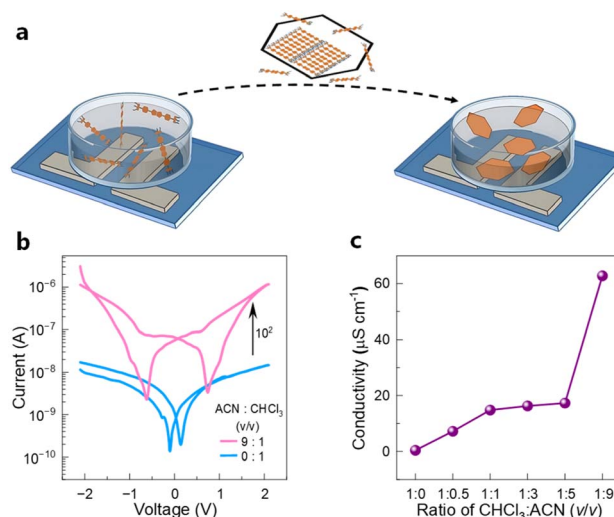 a
b
10⁻⁶
10⁻⁷
10⁻⁸
10⁻⁹
10⁻¹⁰
Current (A)
10²
ACN : CHCl₃
(v/v)
9 : 1
0 : 1
−2 −1 0 1 2
Voltage (V)
c
60
40
20
0
Conductivity (μS cm⁻¹)
1:0 1:0.5 1:1 1:3 1:5 1:9
Ratio of CHCl₃:ACN (v/v)